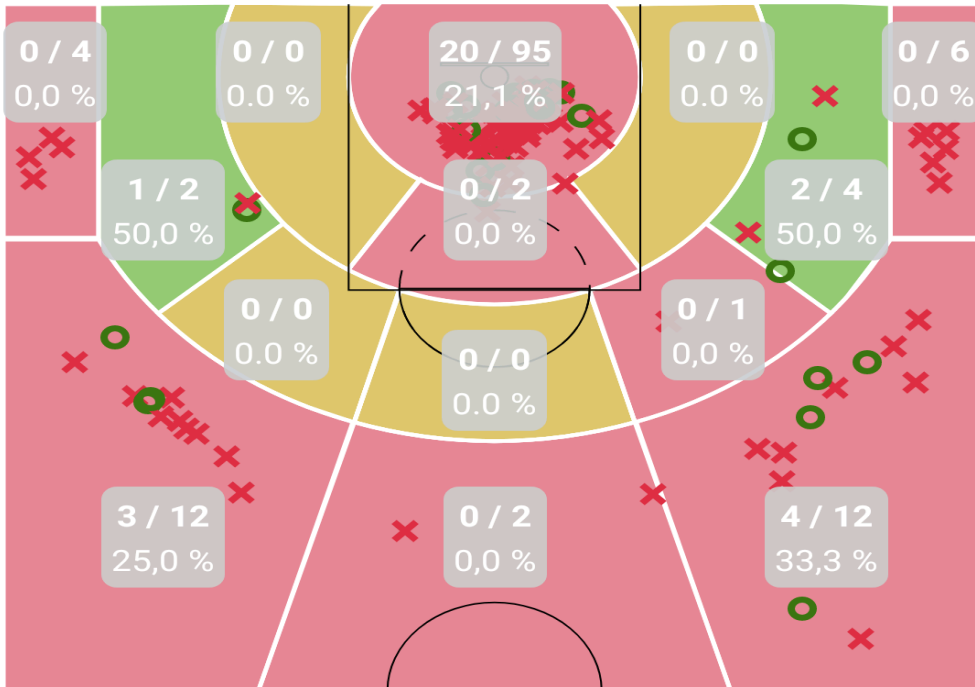 0 / 4
0,0 %
0 / 0
0.0 %
20 / 95
21,1 %
0 / 0
0.0 %
0 / 6
0,0 %
1 / 2
50,0 %
0 / 2
0,0 %
2 / 4
50,0 %
0 / 0
0.0 %
0 / 0
0.0 %
0 / 1
0,0 %
3 / 12
25,0 %
0 / 2
0,0 %
4 / 12
33,3 %